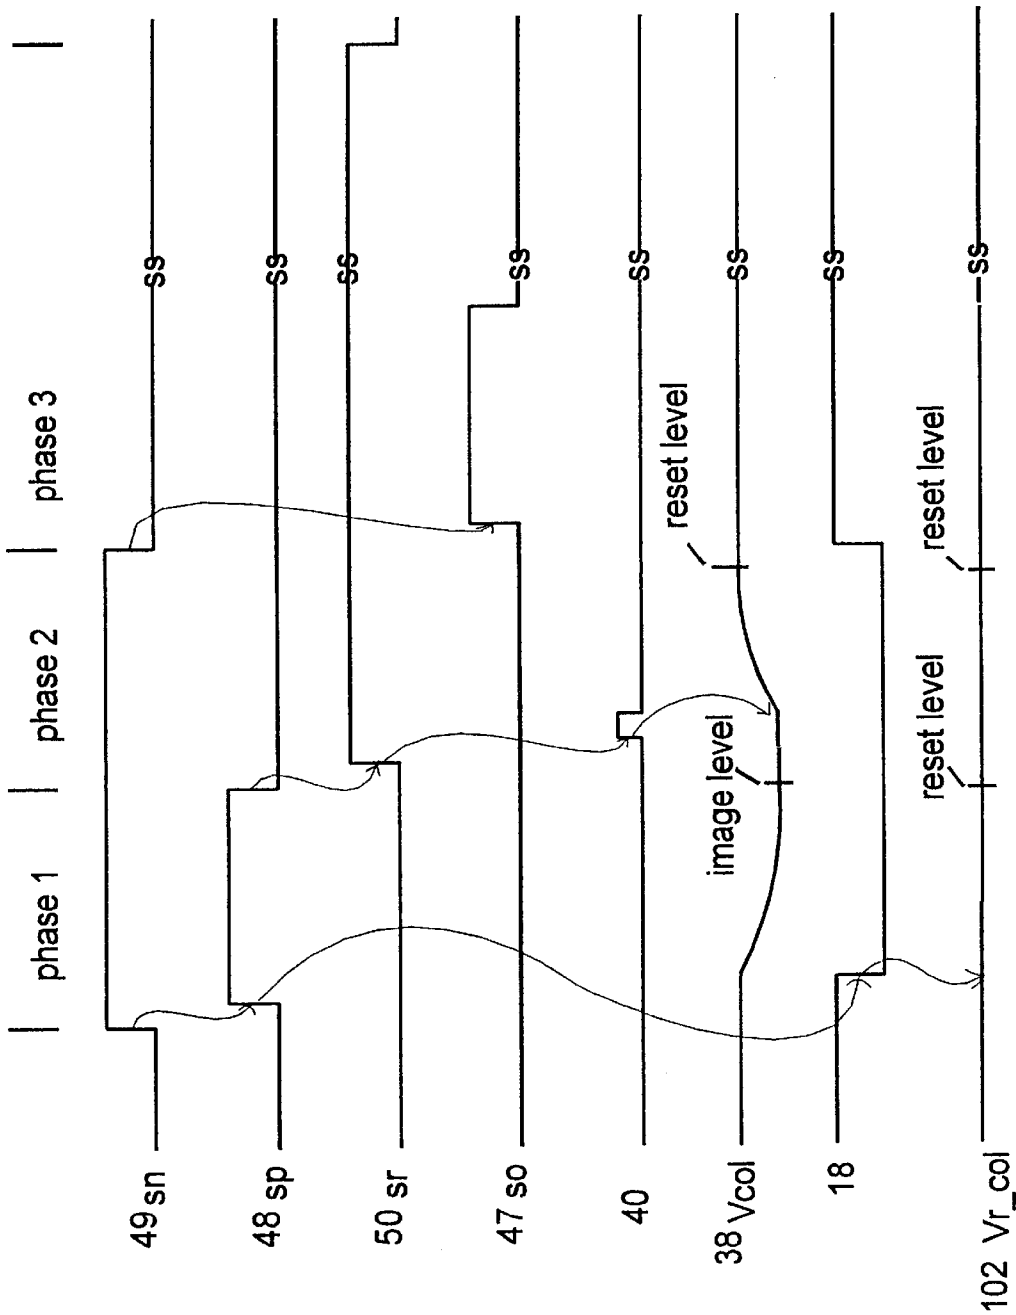 phase 1 phase 2 phase 3
49 sn ss
48 sp ss
50 sr ss
47 so ss
40 ss
38 Vcol image level reset level ss
18 ss
102 Vr_col reset level reset level ss